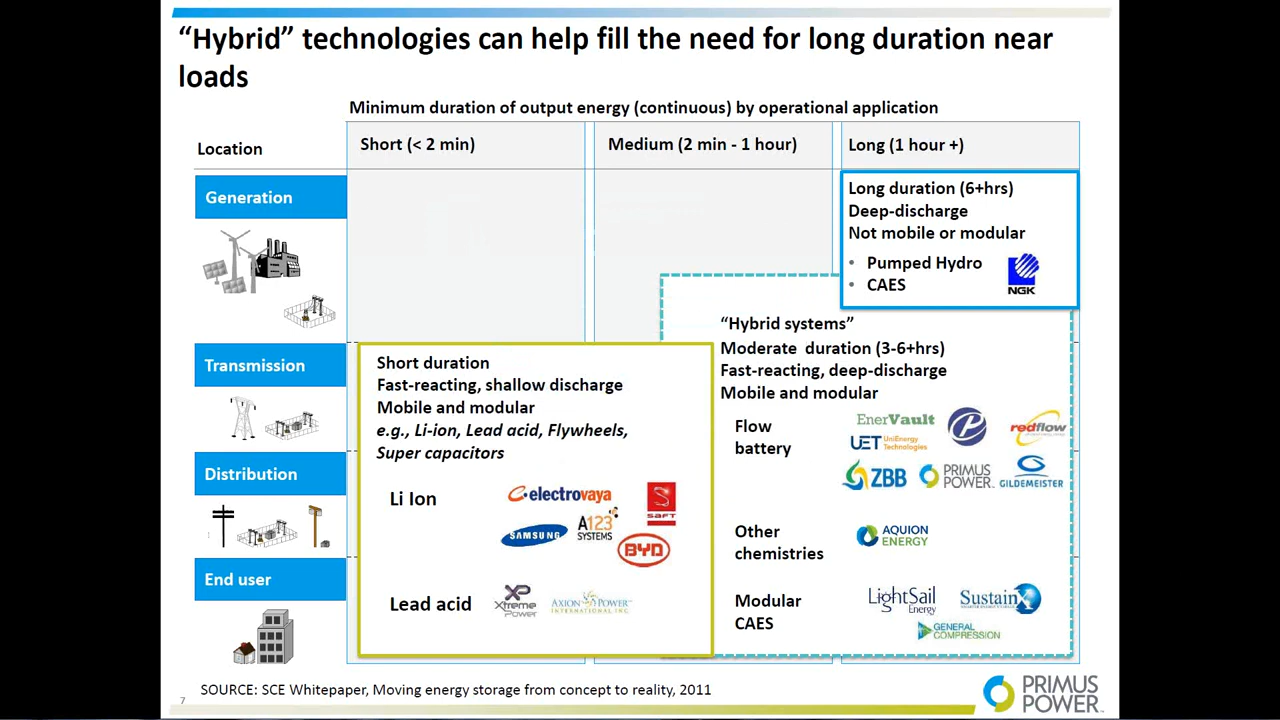 “Hybrid” technologies can help fill the need for long duration near
loads
Minimum duration of output energy (continuous) by operational application
Location
Short (< 2 min)
Medium (2 min - 1 hour)
Long (1 hour +)
Generation
Long duration (6+hrs)
Deep-discharge
Not mobile or modular
• Pumped Hydro
• CAES
NGK
“Hybrid systems”
Moderate duration (3-6+hrs)
Fast-reacting, deep-discharge
Mobile and modular
Flow
battery
EnerVault
redflow
UET UniEnergy
Technologies
ZBB
PRIMUS
POWER
GILDEMEISTER
Other
chemistries
AQUION
ENERGY
Modular
CAES
LightSail
Energy
SustainX
GENERAL
COMPRESSION
Transmission
Short duration
Fast-reacting, shallow discharge
Mobile and modular
e.g., Li-ion, Lead acid, Flywheels,
Super capacitors
Li Ion
electrovaya
SAFT
SAMSUNG
A123
SYSTEMS
BYD
Lead acid
XP
Xtreme
Power
AXION POWER
INTERNATIONAL INC
Distribution
End user
SOURCE: SCE Whitepaper, Moving energy storage from concept to reality, 2011
7
PRIMUS
POWER